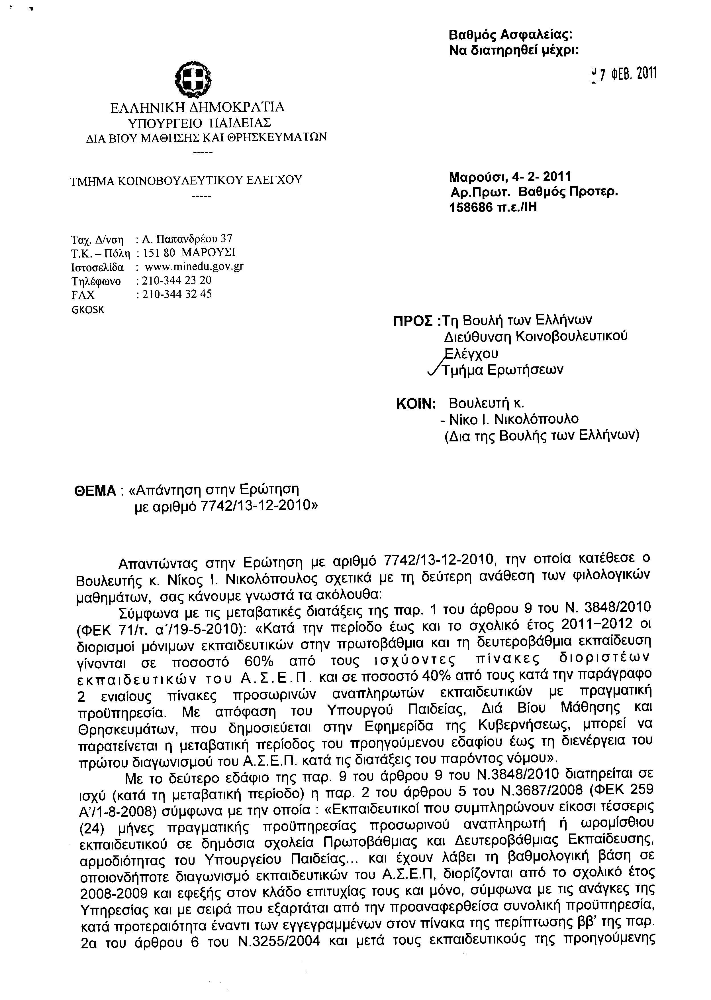 Βαθμός Ασφαλείας:
Να διατηρηθεί μέχρι:
7 ΦΕΒ. 2011
ΕΛΛΗΝΙΚΗ ΔΗΜΟΚΡΑΤΙΑ
ΥΠΟΥΡΓΕΙΟ ΠΑΙΔΕΙΑΣ
ΔΙΑ ΒΙΟΥ ΜΑΘΗΣΗΣ ΚΑΙ ΘΡΗΣΚΕΥΜΑΤΩΝ
-----
ΤΜΗΜΑ ΚΟΙΝΟΒΟΥΛΕΥΤΙΚΟΥ ΕΛΕΓΧΟΥ
-----
Μαρούσι, 4- 2- 2011
Αρ.Πρωτ. Βαθμός Προτερ.
158686 π.ε./ΙΗ
Ταχ. Δ/νση : Α. Παπανδρέου 37
Τ.Κ. – Πόλη : 151 80 ΜΑΡΟΥΣΙ
Ιστοσελίδα : www.minedu.gov.gr
Τηλέφωνο : 210-344 23 20
FAX : 210-344 32 45
GKOSK
ΠΡΟΣ :Τη Βουλή των Ελλήνων
Διεύθυνση Κοινοβουλευτικού
Ελέγχου
Τμήμα Ερωτήσεων
ΚΟΙΝ: Βουλευτή κ.
- Νίκο Ι. Νικολόπουλο
(Δια της Βουλής των Ελλήνων)
ΘΕΜΑ : «Απάντηση στην Ερώτηση
με αριθμό 7742/13-12-2010»
Απαντώντας στην Ερώτηση με αριθμό 7742/13-12-2010, την οποία κατέθεσε ο
Βουλευτής κ. Νίκος Ι. Νικολόπουλος σχετικά με τη δεύτερη ανάθεση των φιλολογικών
μαθημάτων, σας κάνουμε γνωστά τα ακόλουθα:
Σύμφωνα με τις μεταβατικές διατάξεις της παρ. 1 του άρθρου 9 του Ν. 3848/2010
(ΦΕΚ 71/τ. α΄/19-5-2010): «Κατά την περίοδο έως και το σχολικό έτος 2011−2012 οι
διορισμοί μόνιμων εκπαιδευτικών στην πρωτοβάθμια και τη δευτεροβάθμια εκπαίδευση
γίνονται σε ποσοστό 60% από τους ισχύοντες πίνακες διοριστέων
εκπαιδευτικών του Α.Σ.Ε.Π. και σε ποσοστό 40% από τους κατά την παράγραφο
2 ενιαίους πίνακες προσωρινών αναπληρωτών εκπαιδευτικών με πραγματική
προϋπηρεσία. Με απόφαση του Υπουργού Παιδείας, Διά Βίου Μάθησης και
Θρησκευμάτων, που δημοσιεύεται στην Εφημερίδα της Κυβερνήσεως, μπορεί να
παρατείνεται η μεταβατική περίοδος του προηγούμενου εδαφίου έως τη διενέργεια του
πρώτου διαγωνισμού του Α.Σ.Ε.Π. κατά τις διατάξεις του παρόντος νόμου».
Με το δεύτερο εδάφιο της παρ. 9 του άρθρου 9 του Ν.3848/2010 διατηρείται σε
ισχύ (κατά τη μεταβατική περίοδο) η παρ. 2 του άρθρου 5 του Ν.3687/2008 (ΦΕΚ 259
Α’/1-8-2008) σύμφωνα με την οποία : «Εκπαιδευτικοί που συμπληρώνουν είκοσι τέσσερις
(24) μήνες πραγματικής προϋπηρεσίας προσωρινού αναπληρωτή ή ωρομίσθιου
εκπαιδευτικού σε δημόσια σχολεία Πρωτοβάθμιας και Δευτεροβάθμιας Εκπαίδευσης,
αρμοδιότητας του Υπουργείου Παιδείας... και έχουν λάβει τη βαθμολογική βάση σε
οποιονδήποτε διαγωνισμό εκπαιδευτικών του Α.Σ.Ε.Π, διορίζονται από το σχολικό έτος
2008-2009 και εφεξής στον κλάδο επιτυχίας τους και μόνο, σύμφωνα με τις ανάγκες της
Υπηρεσίας και με σειρά που εξαρτάται από την προαναφερθείσα συνολική προϋπηρεσία,
κατά προτεραιότητα έναντι των εγγεγραμμένων στον πίνακα της περίπτωσης ββ’ της παρ.
2α του άρθρου 6 του Ν.3255/2004 και μετά τους εκπαιδευτικούς της προηγούμενης